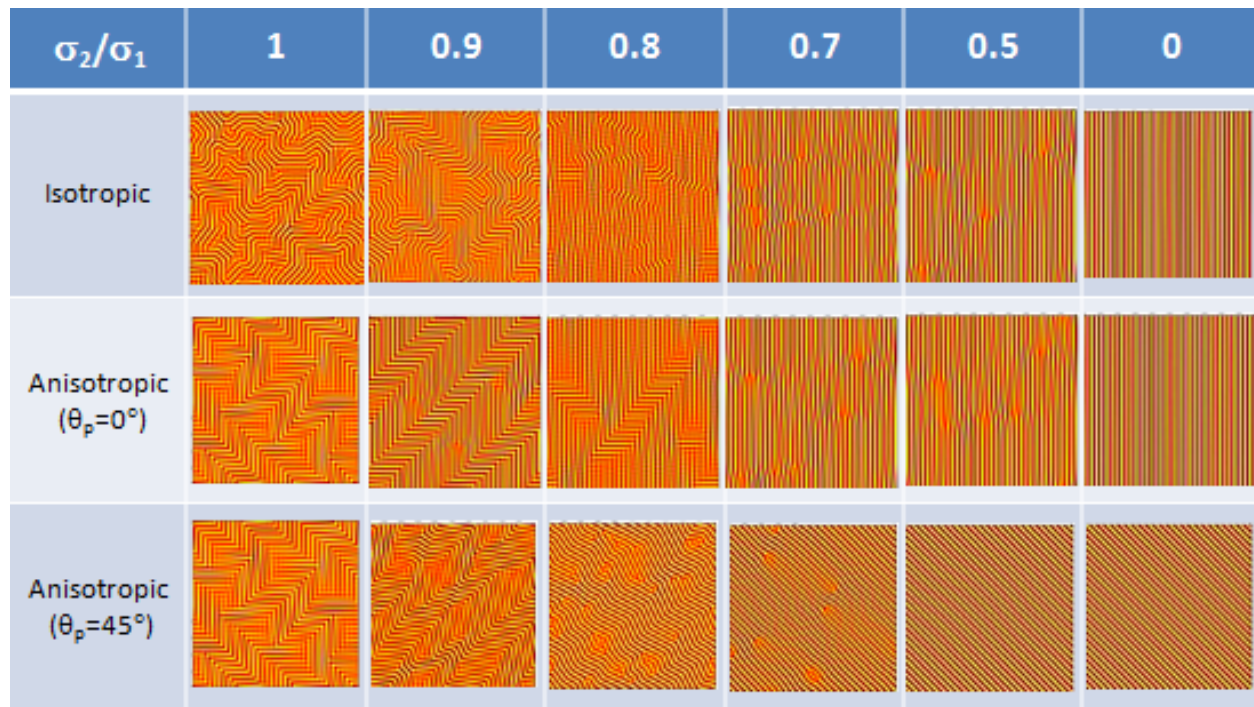 σ₂/σ₁ 1 0.9 0.8 0.7 0.5 0
Isotropic
Anisotropic
(θₚ=0°)
Anisotropic
(θₚ=45°)